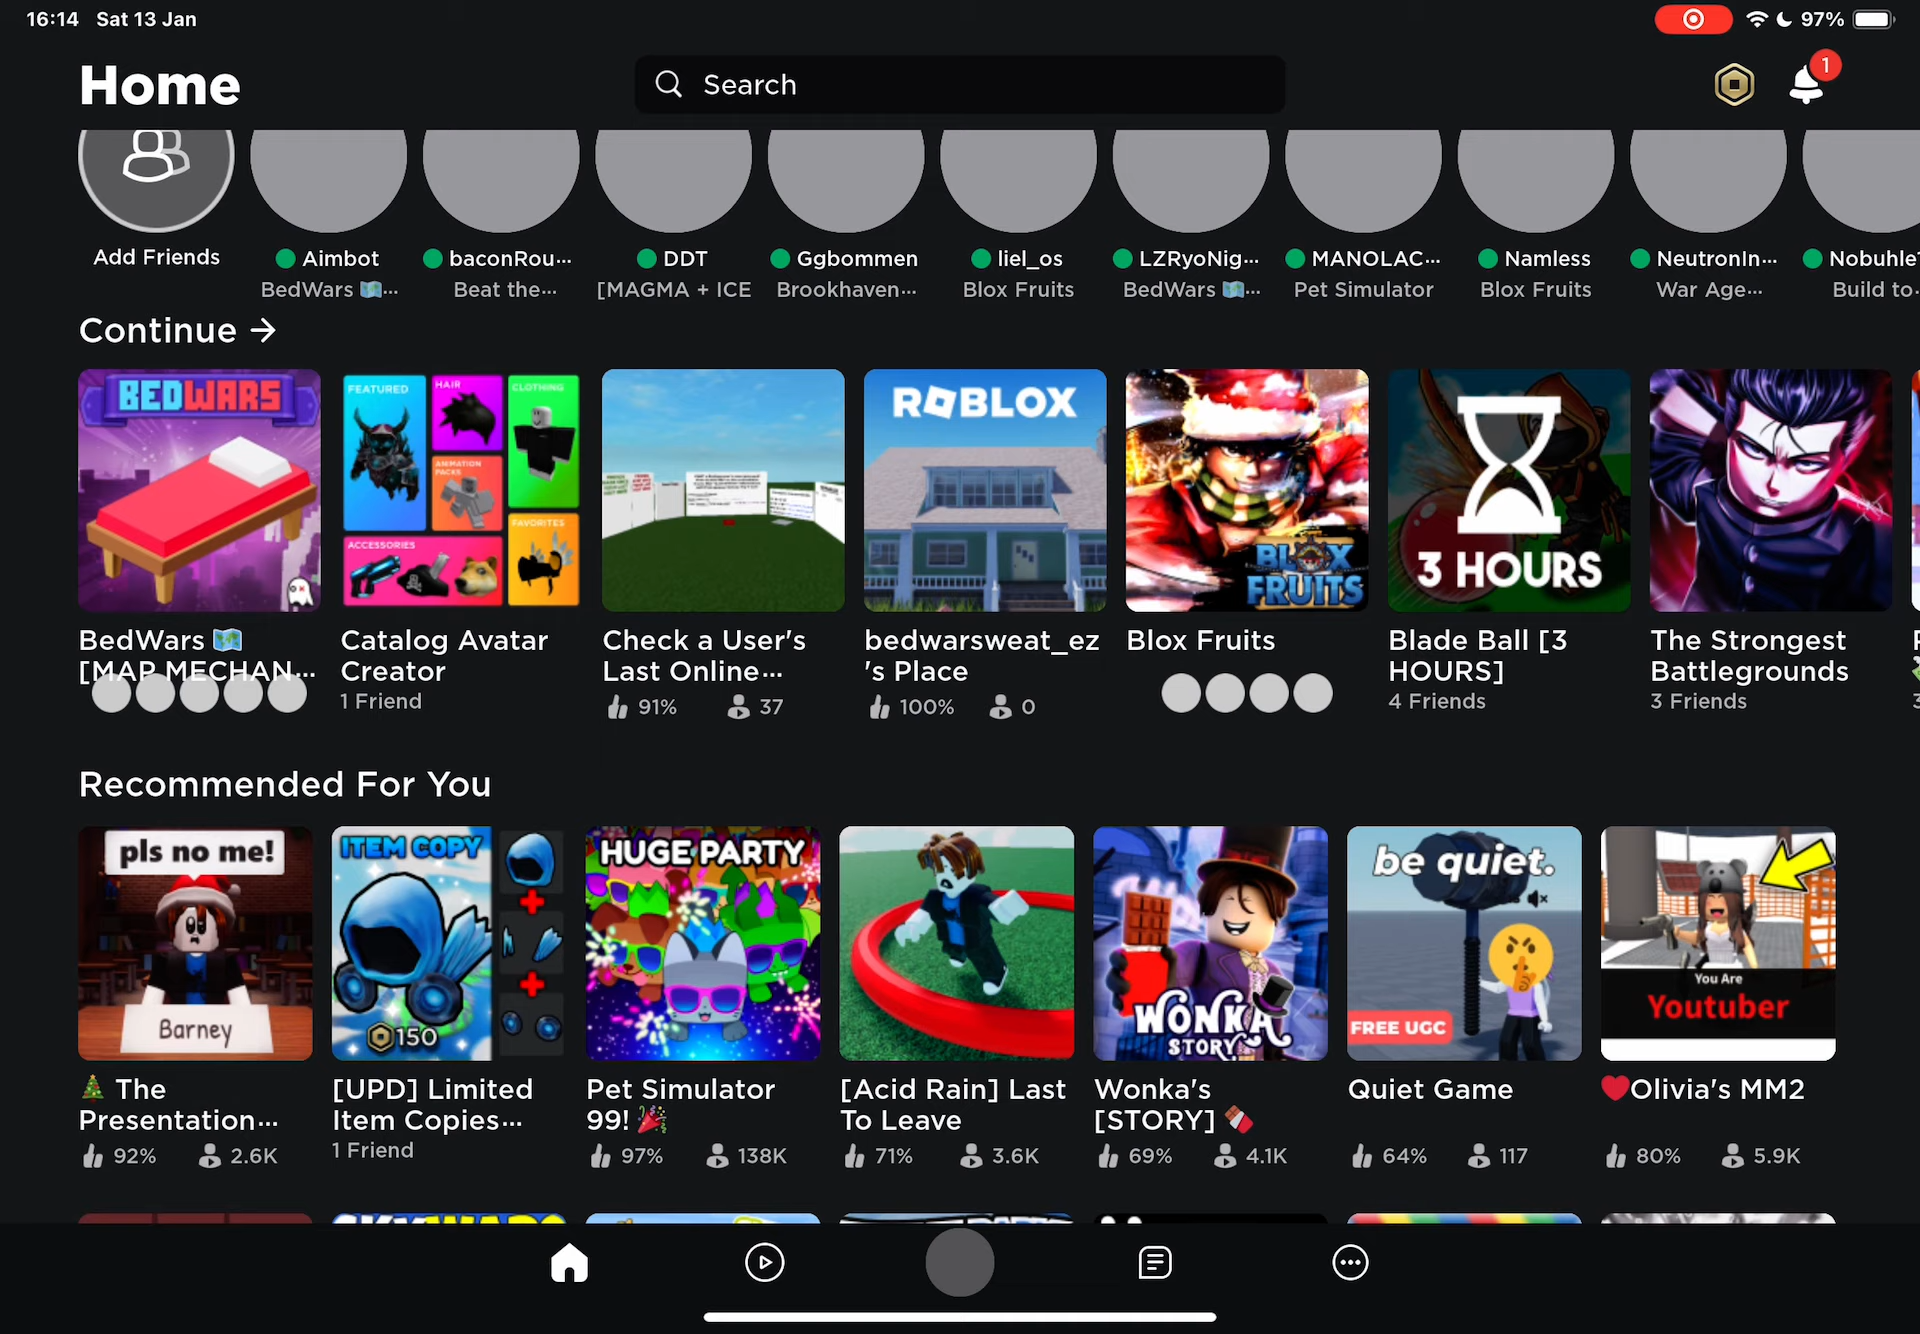 16:14 Sat 13 Jan
97%
Home
Search
1
Add Friends
Aimbot
BedWars 🗺️…
baconRou…
Beat the…
DDT
[MAGMA + ICE
Ggbommen
Brookhaven…
liel_os
Blox Fruits
LZRyoNig…
BedWars 🗺️…
MANOLAC…
Pet Simulator
Namless
Blox Fruits
NeutronIn…
War Age…
Build to
Continue →
BEDWARS
FEATURED
HAIR
CLOTHING
ANIMATION
PACKS
FAVORITES
ACCESSORIES
ROBLOX
BLOX
FRUITS
3 HOURS
BedWars 🗺️
[MAP MECHAN…
Catalog Avatar
Creator
1 Friend
Check a User's
Last Online…
91% 37
bedwarsweat_ez
's Place
100% 0
Blox Fruits
Blade Ball [3
HOURS]
4 Friends
The Strongest
Battlegrounds
3 Friends
Recommended For You
pls no me!
Barney
ITEM COPY
150
HUGE PARTY
WONKA
STORY
be quiet.
FREE UGC
You Are
Youtuber
🎄 The
Presentation…
92% 2.6K
[UPD] Limited
Item Copies…
1 Friend
Pet Simulator
99! 🎉
97% 138K
[Acid Rain] Last
To Leave
71% 3.6K
Wonka's
[STORY] 🍫
69% 4.1K
Quiet Game
64% 117
❤️Olivia's MM2
80% 5.9K